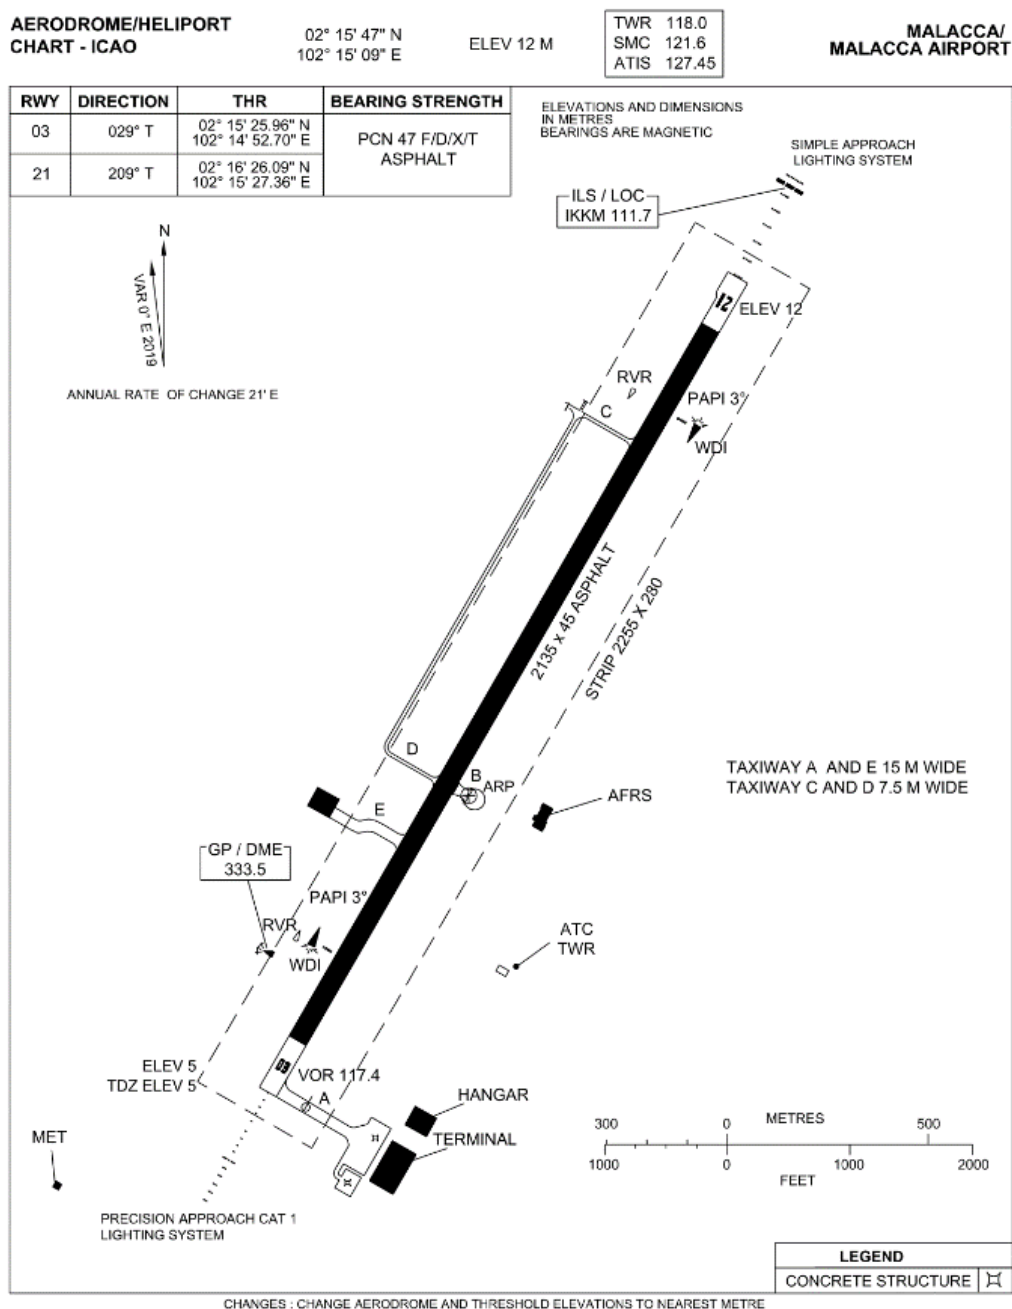 AERODROME/HELIPORT
CHART - ICAO
02° 15' 47" N
102° 15' 09" E
ELEV 12 M
TWR 118.0
SMC 121.6
ATIS 127.45
MALACCA/
MALACCA AIRPORT
RWY DIRECTION THR BEARING STRENGTH
03 029° T 02° 15' 25.96" N
102° 14' 52.70" E
PCN 47 F/D/X/T
ASPHALT
21 209° T 02° 16' 26.09" N
102° 15' 27.36" E
ELEVATIONS AND DIMENSIONS
IN METRES
BEARINGS ARE MAGNETIC
SIMPLE APPROACH
LIGHTING SYSTEM
ILS / LOC
IKKM 111.7
N
VAR 0° E 2019
ANNUAL RATE OF CHANGE 21' E
21
ELEV 12
RVR
PAPI 3°
C
WDI
2135 x 45 ASPHALT
STRIP 2255 X 280
D
B
ARP
TAXIWAY A AND E 15 M WIDE
TAXIWAY C AND D 7.5 M WIDE
AFRS
E
GP / DME
333.5
PAPI 3°
RVR
WDI
ATC
TWR
ELEV 5
TDZ ELEV 5
03
VOR 117.4
A
HANGAR
TERMINAL
MET
PRECISION APPROACH CAT 1
LIGHTING SYSTEM
METRES
300 0 500
1000 0 1000 2000
FEET
LEGEND
CONCRETE STRUCTURE
CHANGES : CHANGE AERODROME AND THRESHOLD ELEVATIONS TO NEAREST METRE